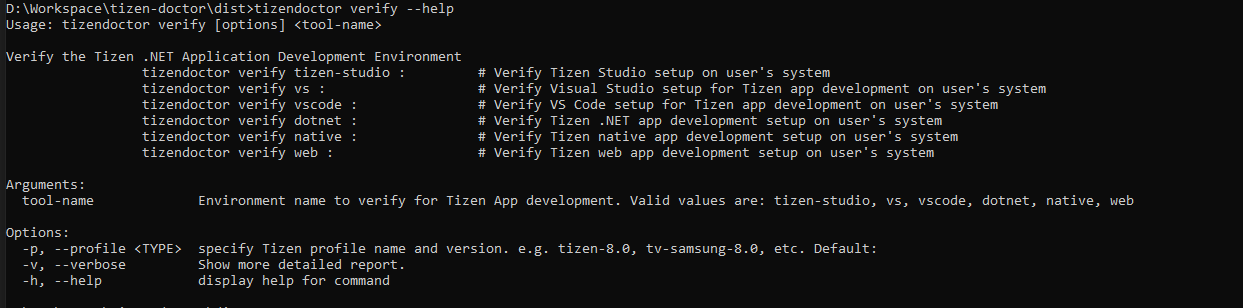 D:\Workspace\tizen-doctor\dist>tizendoctor verify --help
Usage: tizendoctor verify [options] <tool-name>
Verify the Tizen .NET Application Development Environment
tizendoctor verify tizen-studio : # Verify Tizen Studio setup on user's system
tizendoctor verify vs : # Verify Visual Studio setup for Tizen app development on user's system
tizendoctor verify vscode : # Verify VS Code setup for Tizen app development on user's system
tizendoctor verify dotnet : # Verify Tizen .NET app development setup on user's system
tizendoctor verify native : # Verify Tizen native app development setup on user's system
tizendoctor verify web : # Verify Tizen web app development setup on user's system
Arguments:
tool-name Environment name to verify for Tizen App development. Valid values are: tizen-studio, vs, vscode, dotnet, native, web
Options:
-p, --profile <TYPE> specify Tizen profile name and version. e.g. tizen-8.0, tv-samsung-8.0, etc. Default:
-v, --verbose Show more detailed report.
-h, --help display help for command